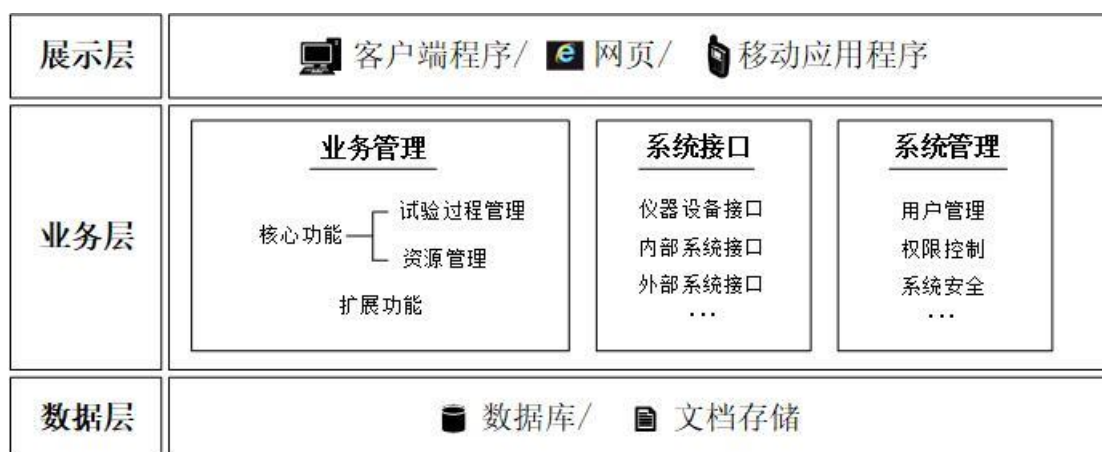 展示层
客户端程序/ 网页/ 移动应用程序
业务层
业务管理
核心功能
试验过程管理
资源管理
扩展功能
系统接口
仪器设备接口
内部系统接口
外部系统接口
...
系统管理
用户管理
权限控制
系统安全
...
数据层
数据库/ 文档存储